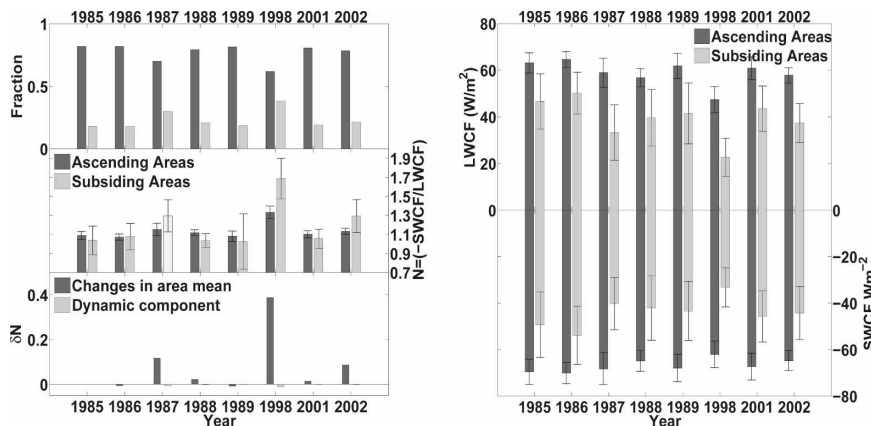 1985 1986 1987 1988 1989 1998 2001 2002
1
0.5
0
Fraction
Ascending Areas
Subsiding Areas
1.9
1.7
1.5
1.3
1.1
0.9
0.7
N=(−SWCF/LWCF)
Changes in area mean
Dynamic component
0.4
0.2
0
δN
1985 1986 1987 1988 1989 1998 2001 2002
Year
1985 1986 1987 1988 1989 1998 2001 2002
Ascending Areas
Subsiding Areas
80
60
40
20
0
LWCF (W/m²)
0
−20
−40
−60
−80
SWCF Wm⁻²
1985 1986 1987 1988 1989 1998 2001 2002
Year